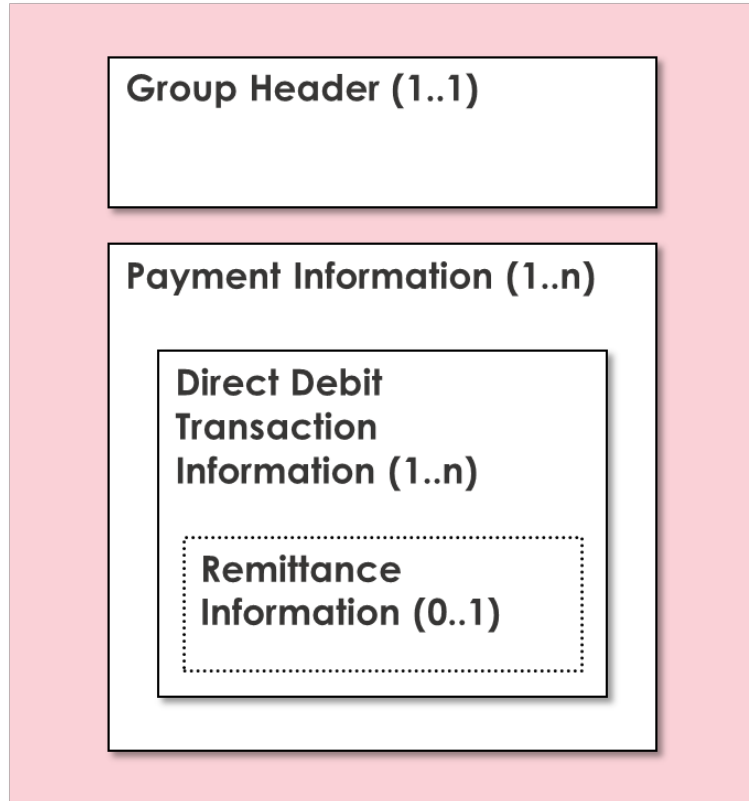 Group Header (1..1)
Payment Information (1..n)
Direct Debit
Transaction
Information (1..n)
Remittance
Information (0..1)